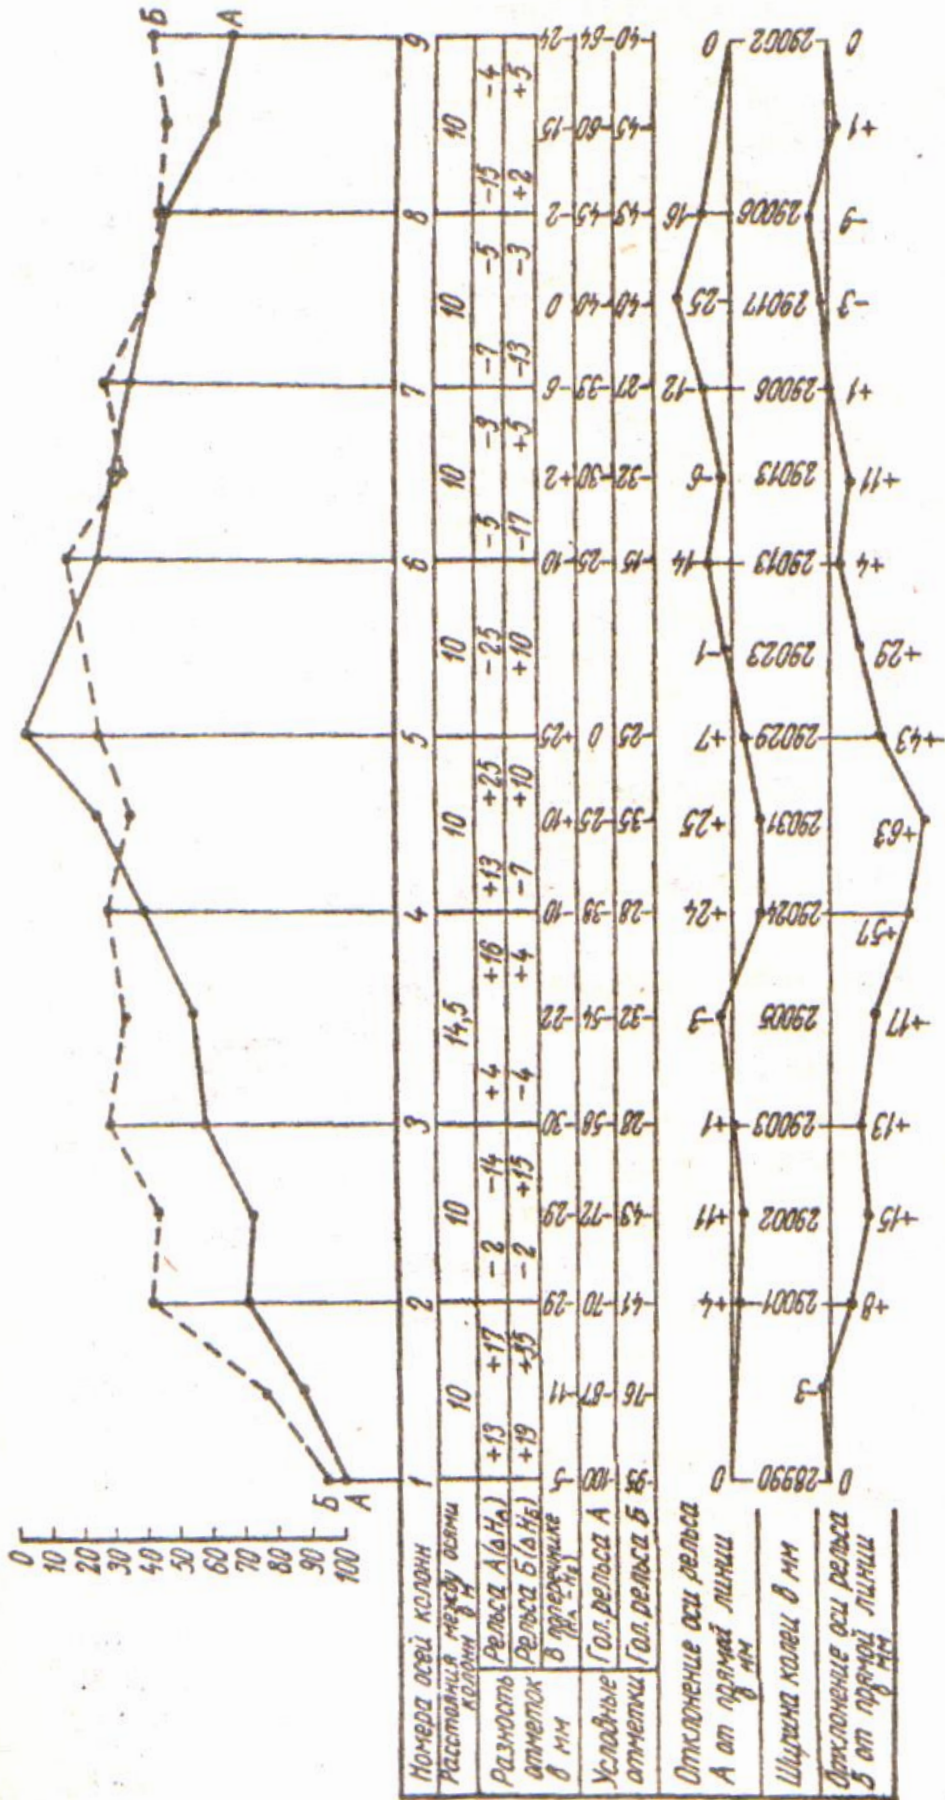 0
10
20
30
40
50
60
70
80
90
100
Б Б
А А
Номера осей колонн 1 2 3 4 5 6 7 8 9
Расстояния между осями
колонн в м 10 10 14,5 10 10 10 10 10
Разность
отметок
в мм
Рельса А(ΔHА) +13 +17 -2 -14 +4 +16 +13 +25 -25 -5 -3 -7 -5 -15 -4
Рельса Б(ΔHБ) +19 +35 -2 +15 -4 +4 -7 +10 +10 -17 +5 -13 -3 +2 +5
В поперечнике
(HА - HБ) -5 -11 -29 -29 -30 -22 -10 +10 +25 -10 +2 -6 0 -2 -15 -24
Условные
отметки
Гол. рельса А -100 -87 -70 -72 -58 -54 -38 -25 0 -25 -30 -33 -40 -45 -60 -64
Гол. рельса Б -95 -76 -41 -43 -28 -32 -28 -35 -25 -15 -32 -27 -40 -43 -45 -40
Отклонение оси рельса
А от прямой линии
в мм
0 +4 +11 +1 -3 +24 +25 +7 -1 -14 -6 -12 -25 -16 0
Ширина колеи в мм 28990 29001 29002 29003 29005 29024 29031 29029 29023 29013 29013 29006 29017 29006 29002
Отклонение оси рельса
Б от прямой линии
в мм
0 -3 +8 +15 +13 +17 +57 +63 +43 +29 +4 +11 +1 -3 -9 +1 0